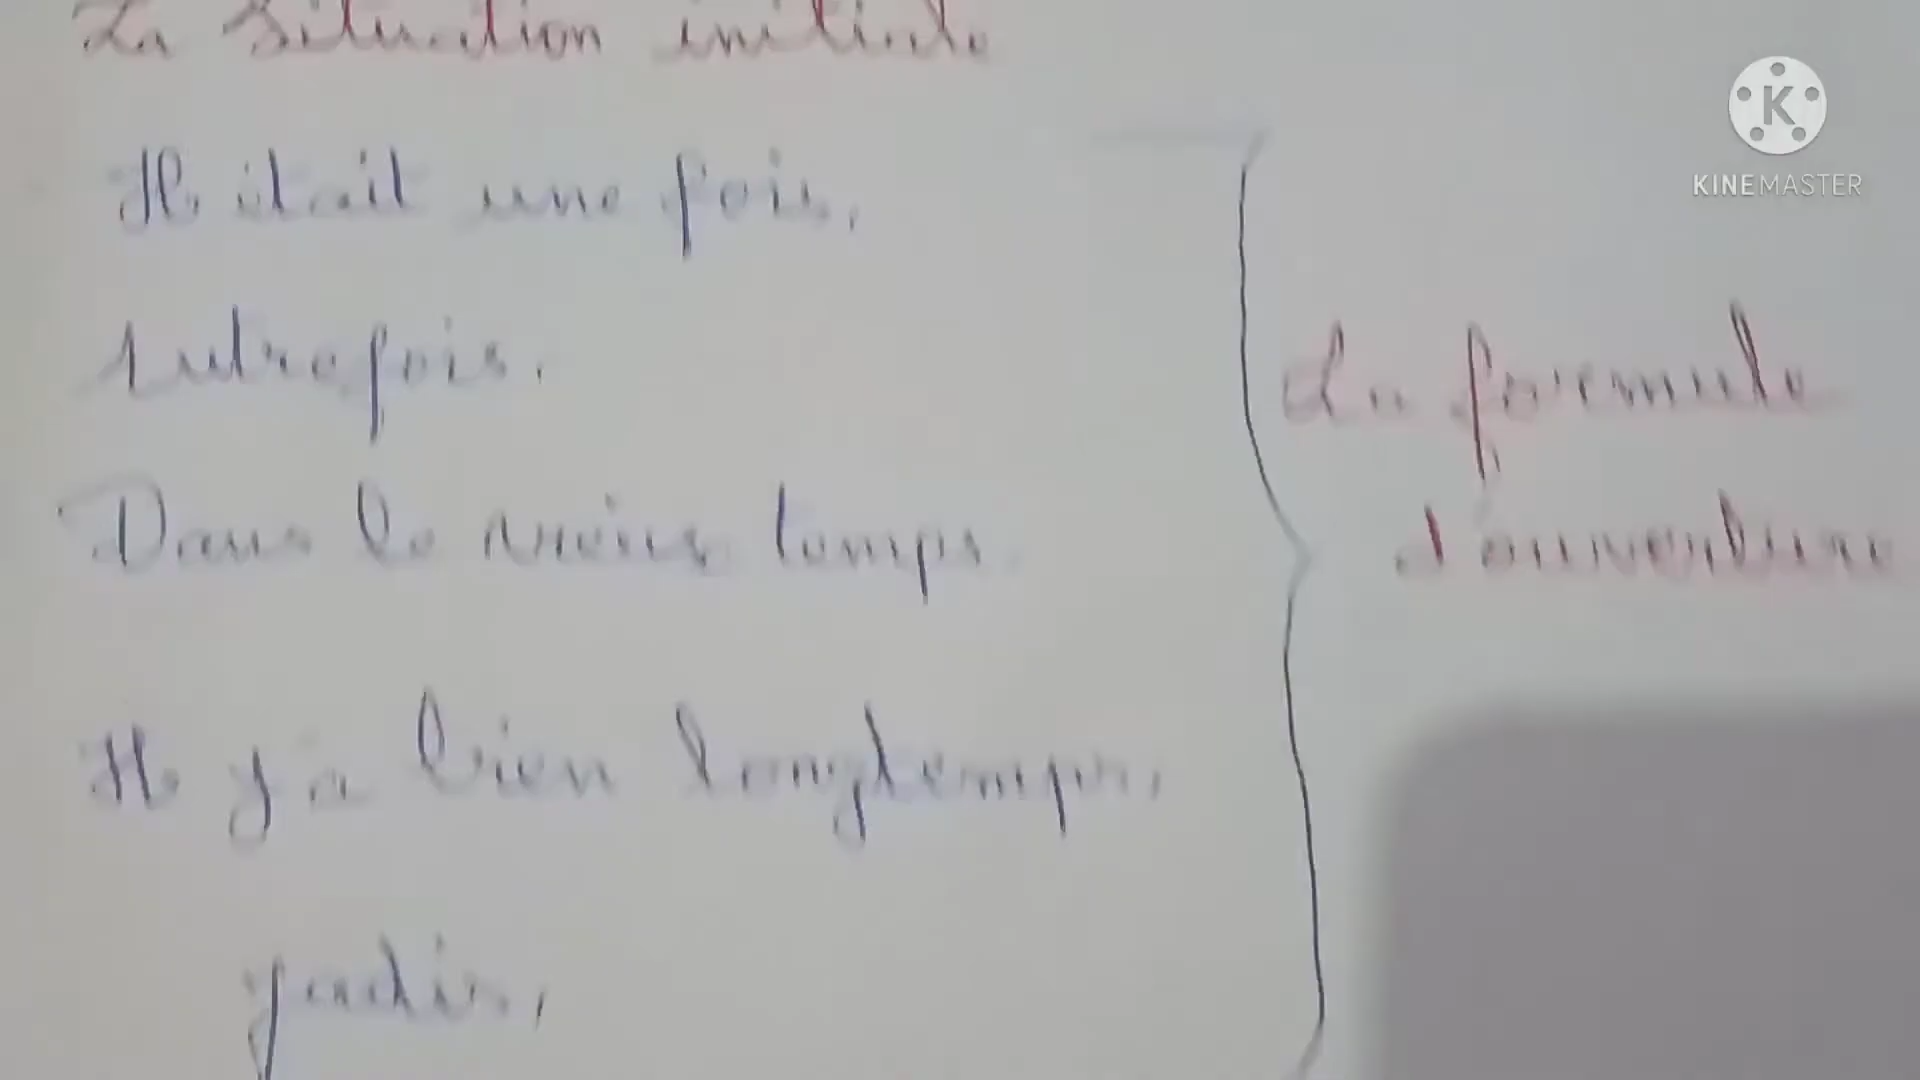 La Situation initiale
Il était une fois,
Autrefois.
Dans le vieux temps.
Il y a bien longtemps,
jadis,
La formule
d'ouverture
K
KINEMASTER